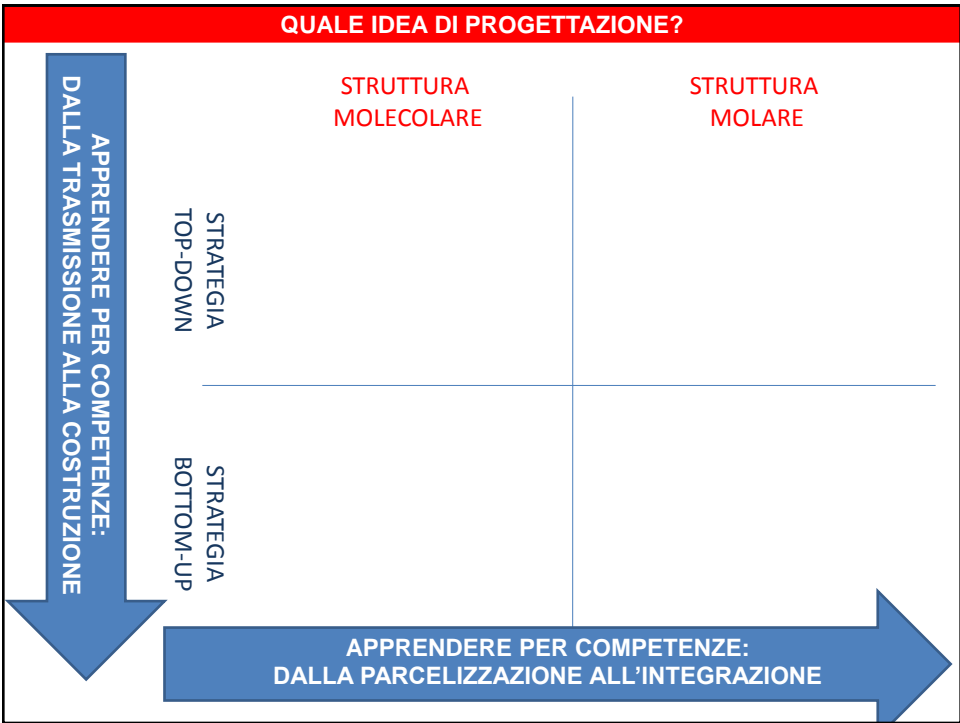 QUALE IDEA DI PROGETTAZIONE?
STRUTTURA
MOLECOLARE
STRUTTURA
MOLARE
APPRENDERE PER COMPETENZE:
DALLA TRASMISSIONE ALLA COSTRUZIONE
STRATEGIA
TOP-DOWN
STRATEGIA
BOTTOM-UP
APPRENDERE PER COMPETENZE:
DALLA PARCELIZZAZIONE ALL’INTEGRAZIONE